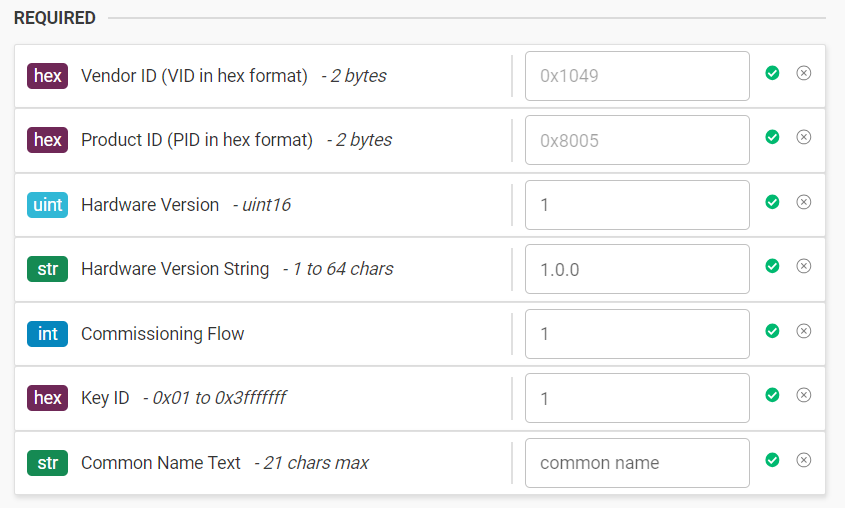 REQUIRED
hex Vendor ID (VID in hex format) - 2 bytes 0x1049
hex Product ID (PID in hex format) - 2 bytes 0x8005
uint Hardware Version - uint16 1
str Hardware Version String - 1 to 64 chars 1.0.0
int Commissioning Flow 1
hex Key ID - 0x01 to 0x3fffffff 1
str Common Name Text - 21 chars max common name